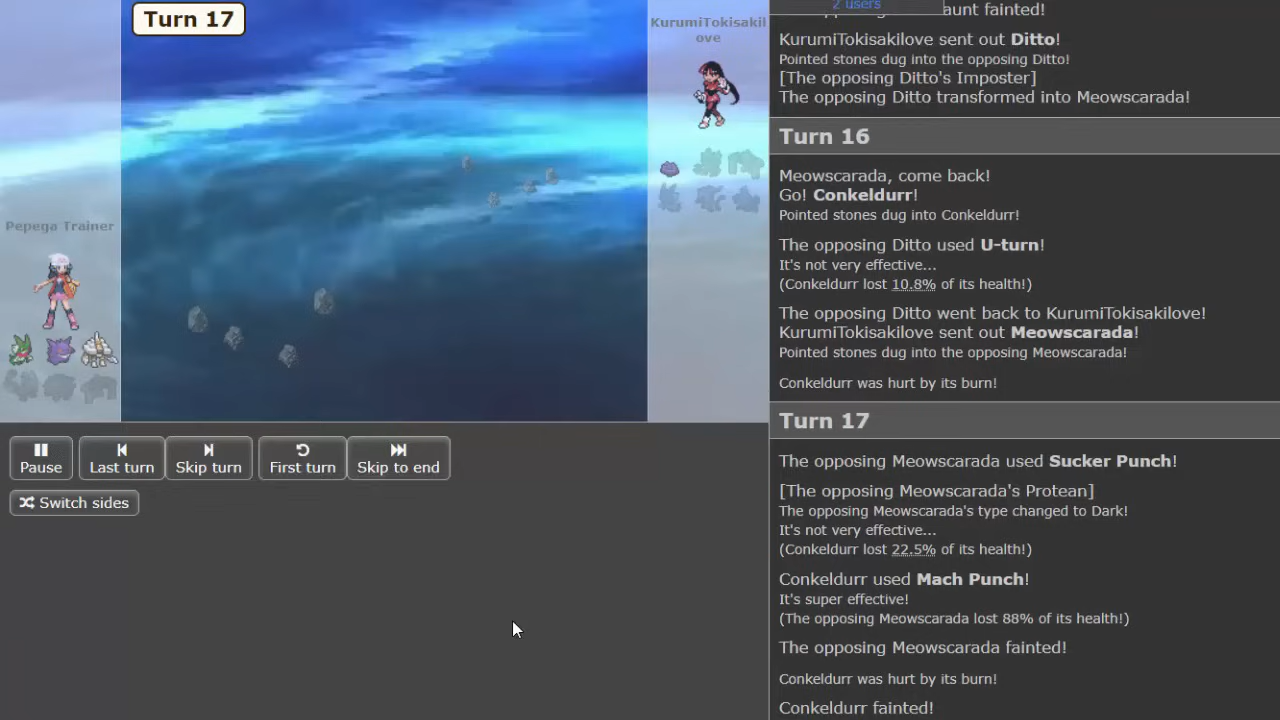 Turn 17
KurumiTokisakil
ove
Pepega Trainer
Pause
Last turn
Skip turn
First turn
Skip to end
Switch sides
2 users
aunt fainted!
KurumiTokisakilove sent out Ditto!
Pointed stones dug into the opposing Ditto!
[The opposing Ditto's Imposter]
The opposing Ditto transformed into Meowscarada!
Turn 16
Meowscarada, come back!
Go! Conkeldurr!
Pointed stones dug into Conkeldurr!
The opposing Ditto used U-turn!
It's not very effective...
(Conkeldurr lost 10.8% of its health!)
The opposing Ditto went back to KurumiTokisakilove!
KurumiTokisakilove sent out Meowscarada!
Pointed stones dug into the opposing Meowscarada!
Conkeldurr was hurt by its burn!
Turn 17
The opposing Meowscarada used Sucker Punch!
[The opposing Meowscarada's Protean]
The opposing Meowscarada's type changed to Dark!
It's not very effective...
(Conkeldurr lost 22.5% of its health!)
Conkeldurr used Mach Punch!
It's super effective!
(The opposing Meowscarada lost 88% of its health!)
The opposing Meowscarada fainted!
Conkeldurr was hurt by its burn!
Conkeldurr fainted!